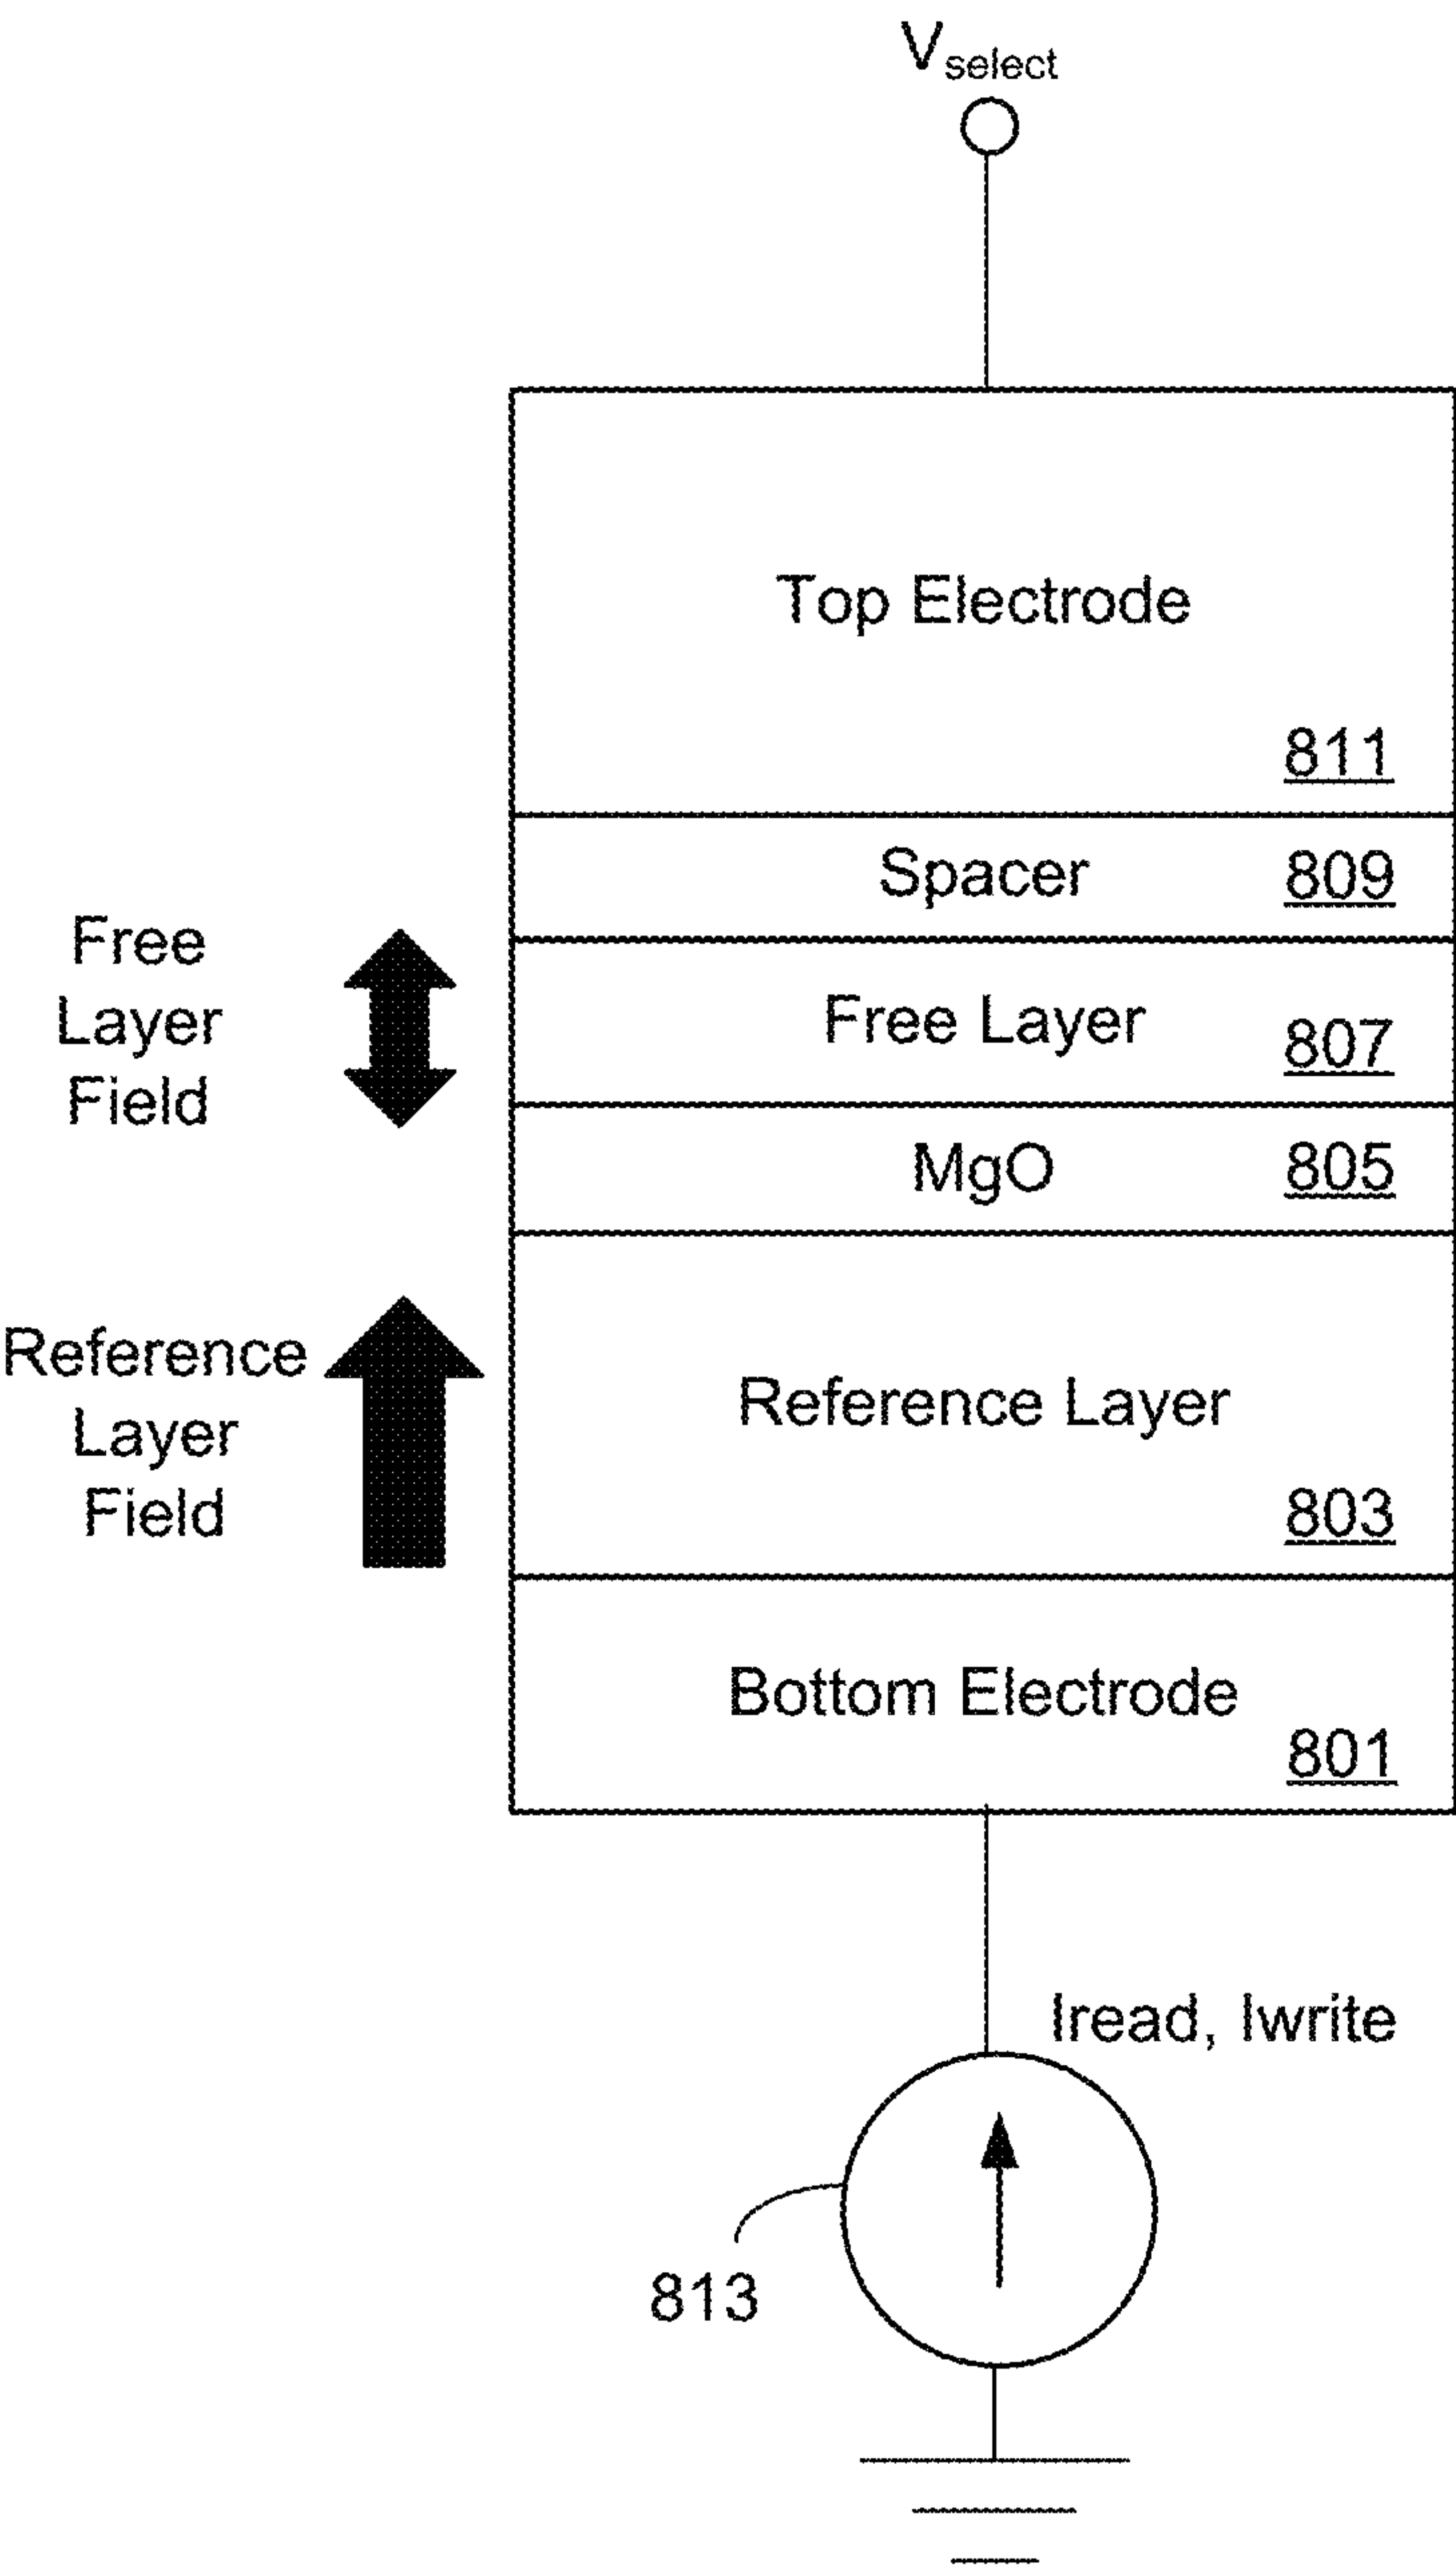 Vselect
Top Electrode
811
Spacer 809
Free
Layer
Field
Free Layer 807
MgO 805
Reference
Layer
Field
Reference Layer
803
Bottom Electrode
801
Iread, Iwrite
813